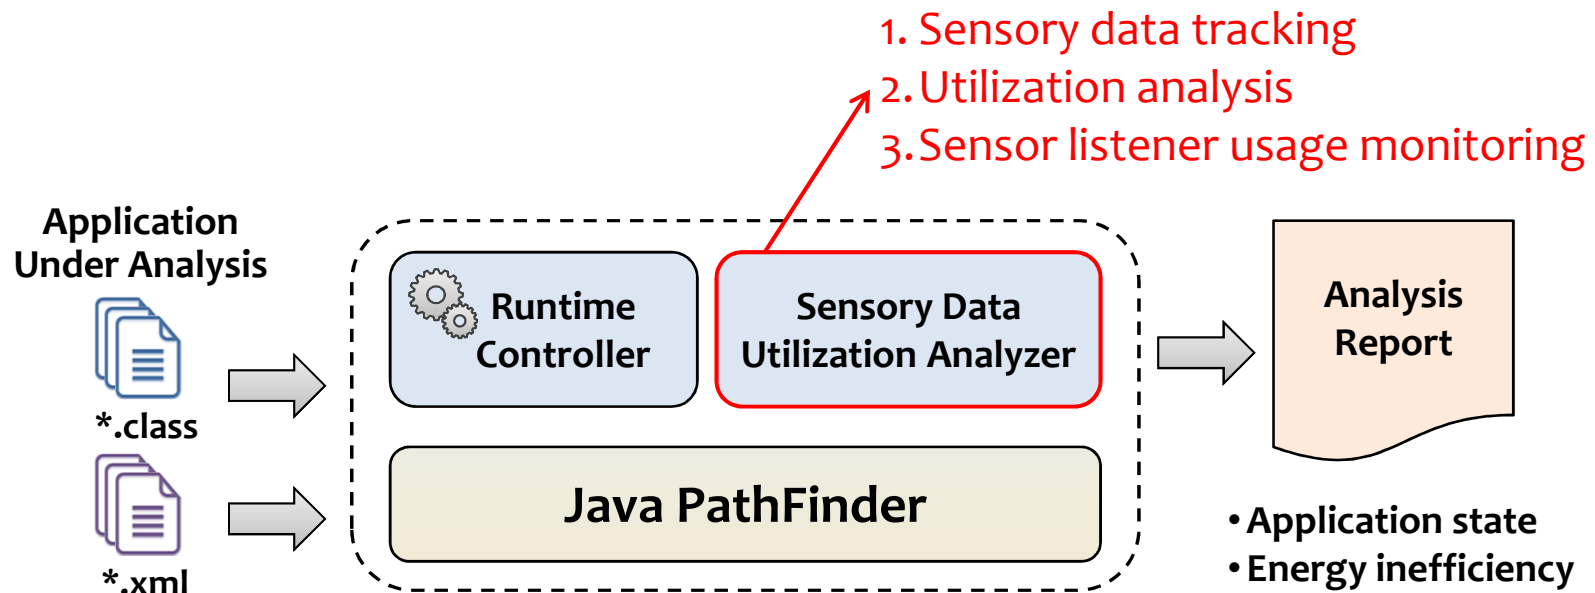 1. Sensory data tracking
2. Utilization analysis
3. Sensor listener usage monitoring
Application
Under Analysis
*.class
*.xml
Runtime
Controller
Sensory Data
Utilization Analyzer
Java PathFinder
Analysis
Report
• Application state
• Energy inefficiency